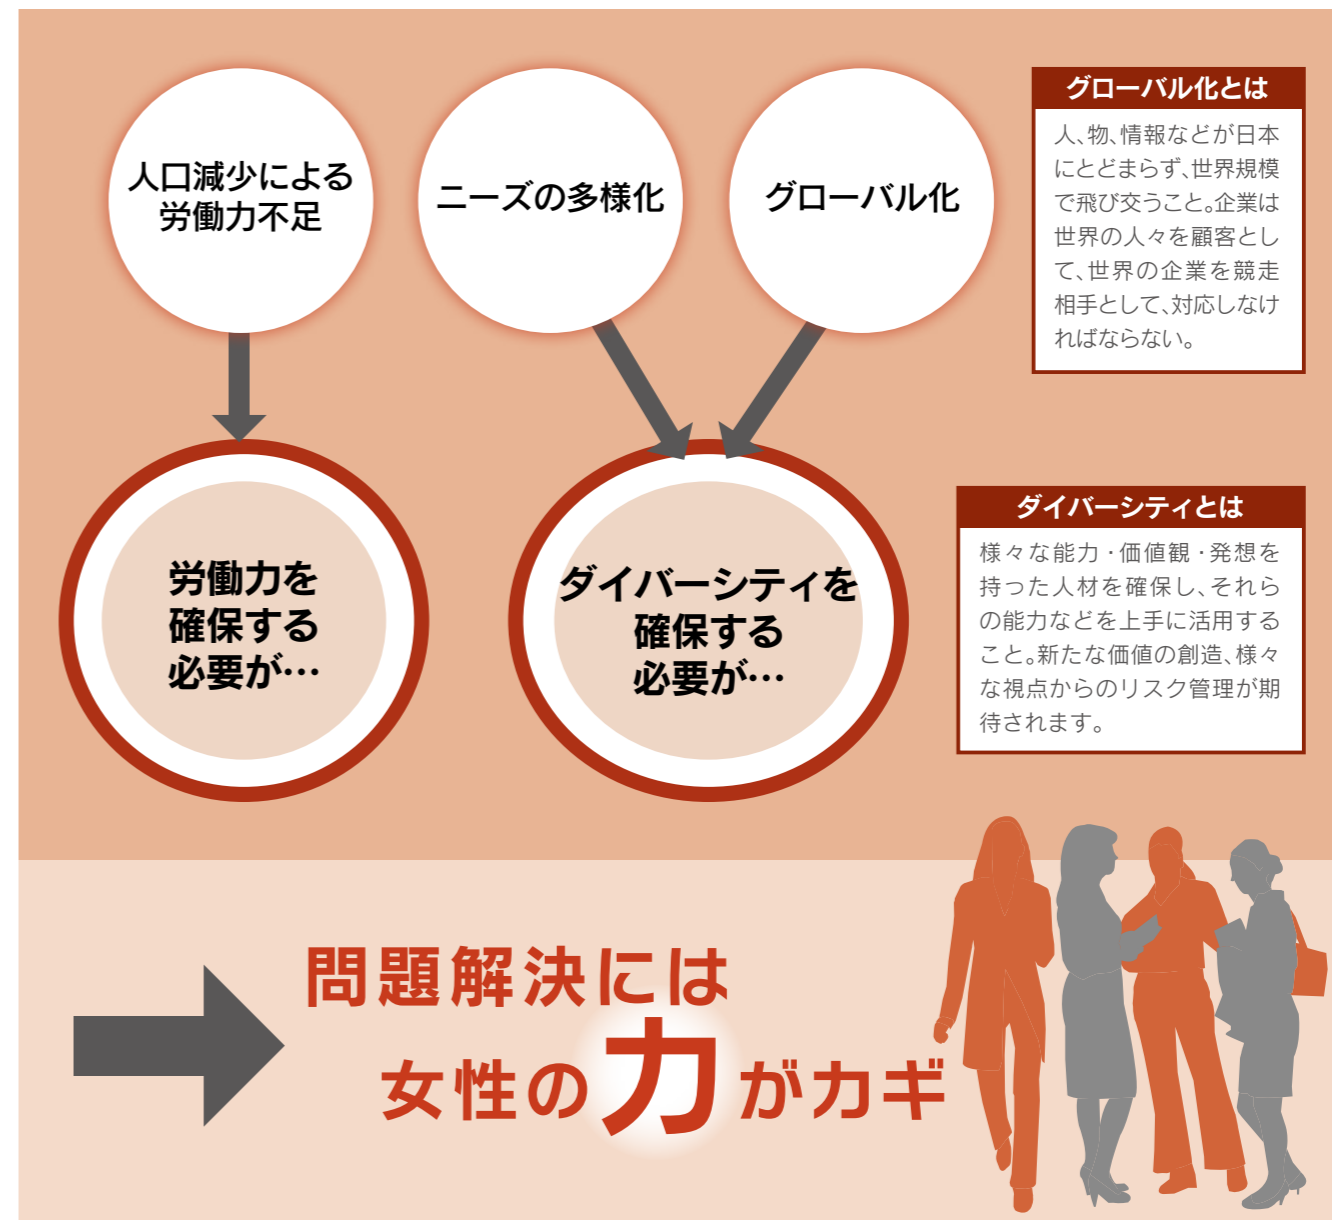 人口減少による
労働力不足
ニーズの多様化
グローバル化
グローバル化とは
人、物、情報などが日本
にとどまらず、世界規模
で飛び交うこと。企業は
世界の人々を顧客とし
て、世界の企業を競走
相手として、対応しなけ
ればならない。
労働力を
確保する
必要が…
ダイバーシティを
確保する
必要が…
ダイバーシティとは
様々な能力・価値観・発想を
持った人材を確保し、それら
の能力などを上手に活用する
こと。新たな価値の創造、様々
な視点からのリスク管理が期
待されます。
問題解決には
女性の力がカギ